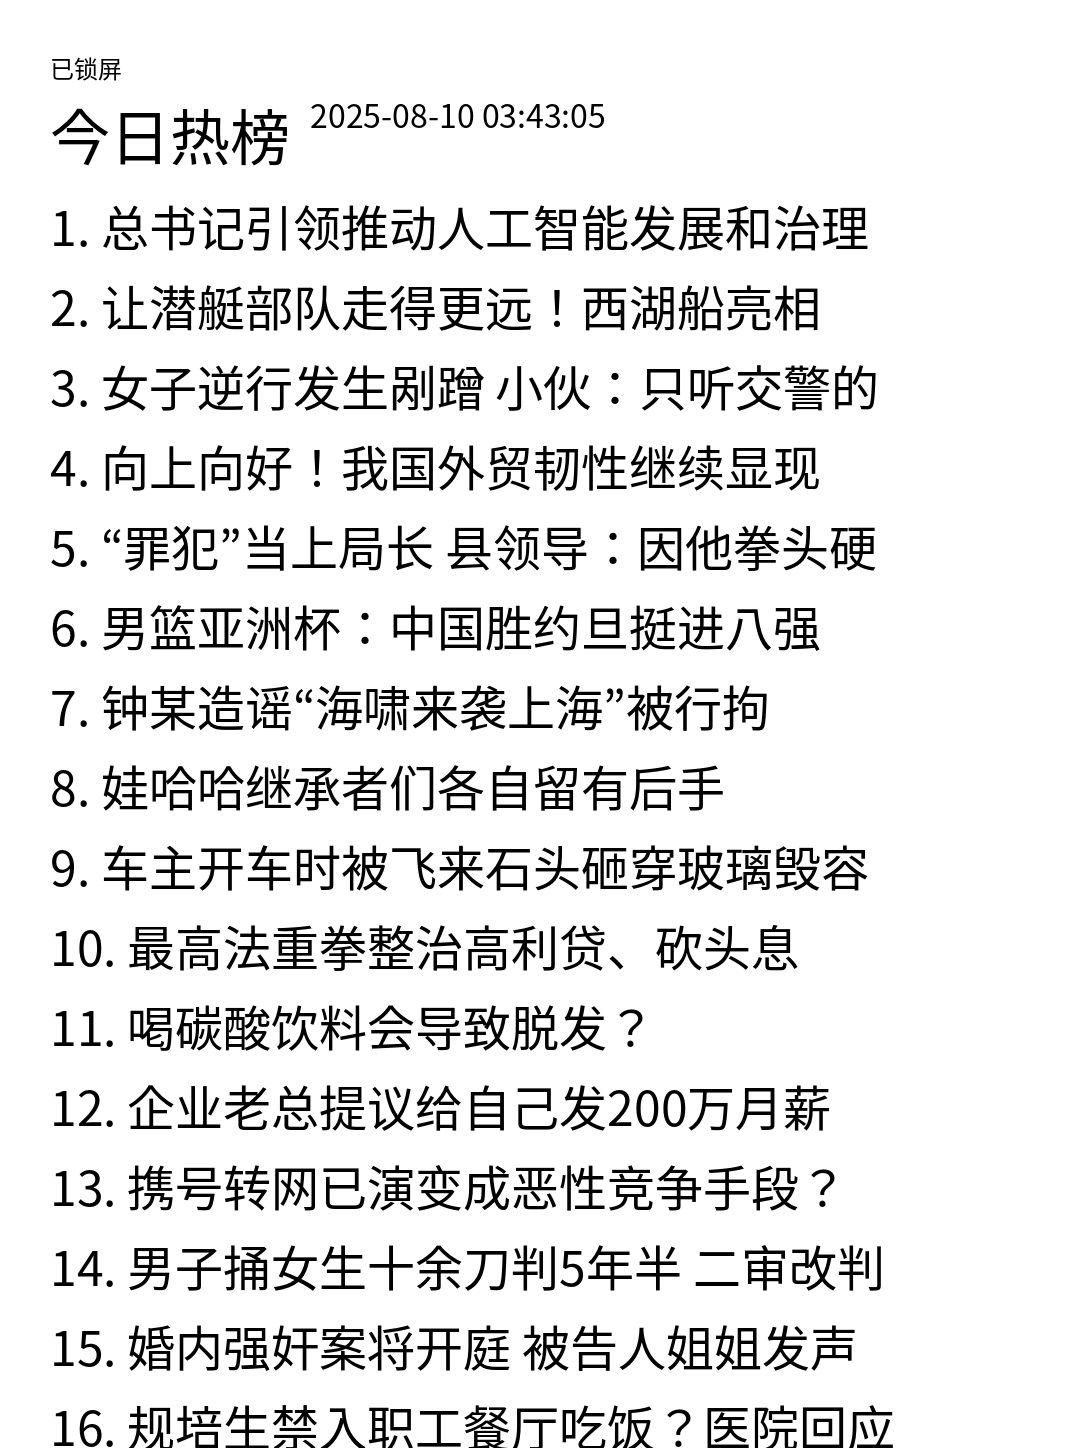 已锁屏
今日热榜 2025-08-10 03:43:05
1. 总书记引领推动人工智能发展和治理
2. 让潜艇部队走得更远！西湖船亮相
3. 女子逆行发生剐蹭 小伙：只听交警的
4. 向上向好！我国外贸韧性继续显现
5. “罪犯”当上局长 县领导：因他拳头硬
6. 男篮亚洲杯：中国胜约旦挺进八强
7. 钟某造谣“海啸来袭上海”被行拘
8. 娃哈哈继承者们各自留有后手
9. 车主开车时被飞来石头砸穿玻璃毁容
10. 最高法重拳整治高利贷、砍头息
11. 喝碳酸饮料会导致脱发？
12. 企业老总提议给自己发200万月薪
13. 携号转网已演变成恶性竞争手段？
14. 男子捅女生十余刀判5年半 二审改判
15. 婚内强奸案将开庭 被告人姐姐发声
16. 规培生禁入职工餐厅吃饭？医院回应